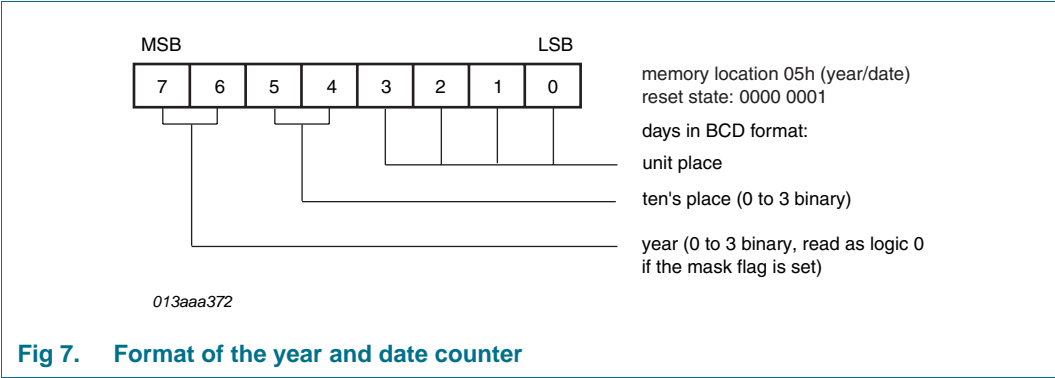 MSB LSB
7 6 5 4 3 2 1 0
memory location 05h (year/date)
reset state: 0000 0001
days in BCD format:
unit place
ten's place (0 to 3 binary)
year (0 to 3 binary, read as logic 0
if the mask flag is set)
013aaa372
Fig 7. Format of the year and date counter